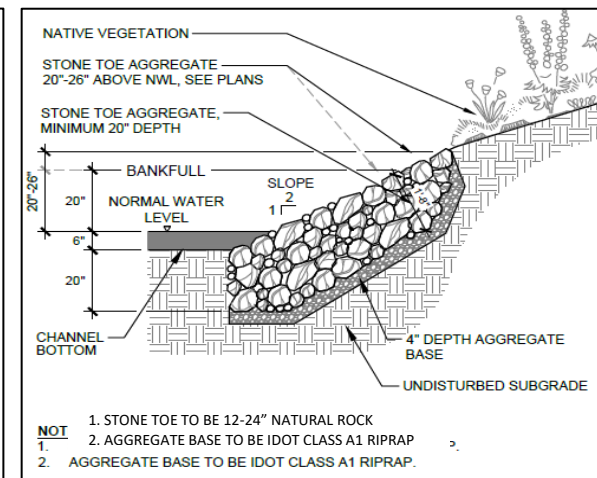 NATIVE VEGETATION
STONE TOE AGGREGATE
20"-26" ABOVE NWL, SEE PLANS
STONE TOE AGGREGATE,
MINIMUM 20" DEPTH
BANKFULL
20"-26"
20"
NORMAL WATER
LEVEL
SLOPE
2
1
1'-8"
6"
20"
CHANNEL
BOTTOM
4" DEPTH AGGREGATE
BASE
UNDISTURBED SUBGRADE
NOT
1. STONE TOE TO BE 12-24” NATURAL ROCK
2. AGGREGATE BASE TO BE IDOT CLASS A1 RIPRAP
1. P.
2. AGGREGATE BASE TO BE IDOT CLASS A1 RIPRAP.